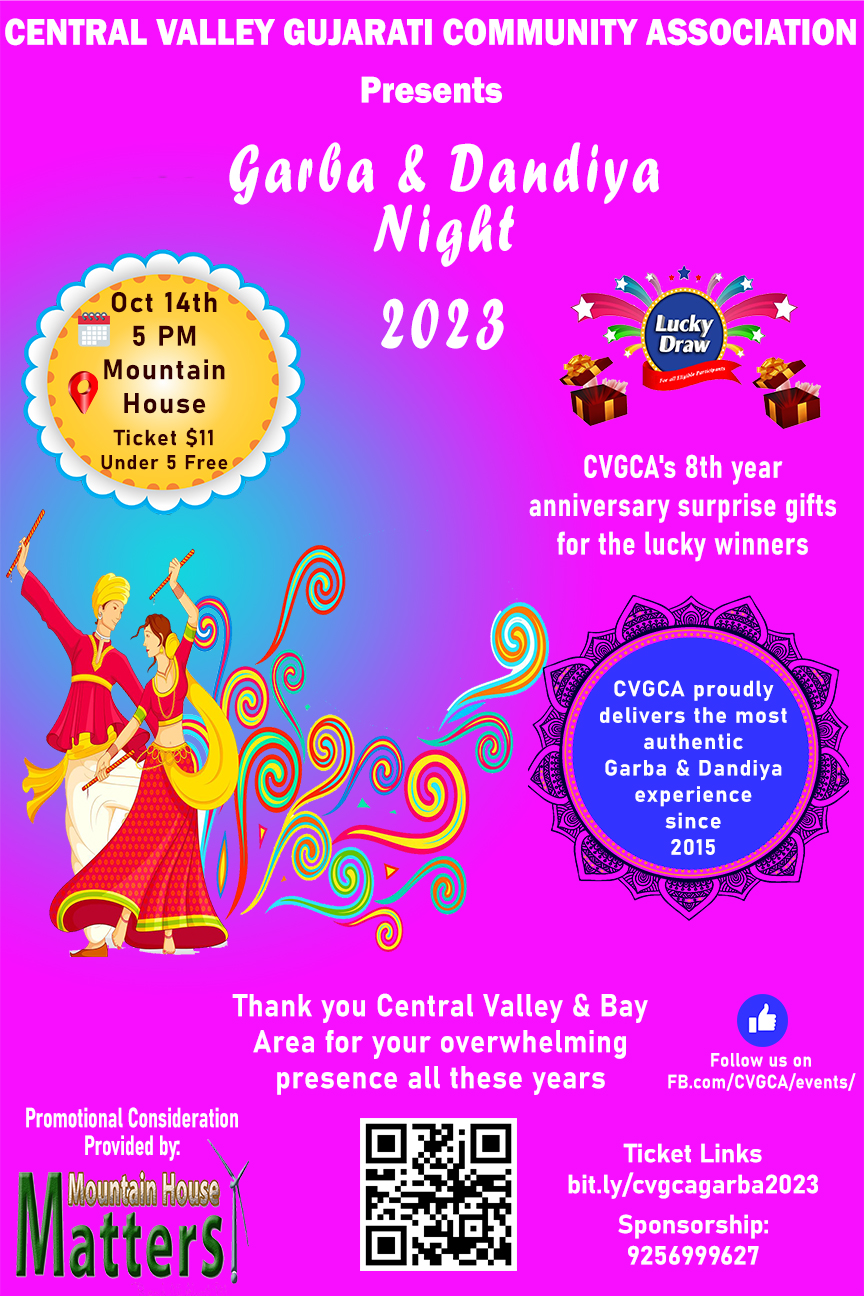 CENTRAL VALLEY GUJARATI COMMUNITY ASSOCIATION
Presents
Garba & Dandiya
Night
2023
Oct 14th
5 PM
Mountain
House
Ticket $11
Under 5 Free
Lucky
Draw
For all Eligible Participants
CVGCA's 8th year
anniversary surprise gifts
for the lucky winners
CVGCA proudly
delivers the most
authentic
Garba & Dandiya
experience
since
2015
Thank you Central Valley & Bay
Area for your overwhelming
presence all these years
Follow us on
FB.com/CVGCA/events/
Promotional Consideration
Provided by:
Mountain House
Matters!
Ticket Links
bit.ly/cvgcagarba2023
Sponsorship:
9256999627